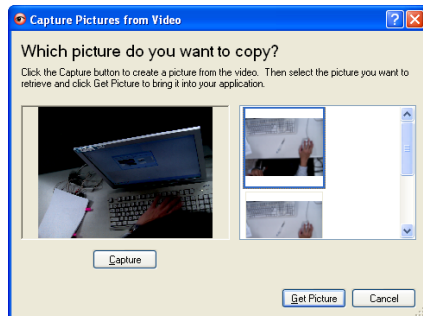 Capture Pictures from Video
Which picture do you want to copy?
Click the Capture button to create a picture from the video. Then select the picture you want to
retrieve and click Get Picture to bring it into your application.
Capture
Get Picture
Cancel